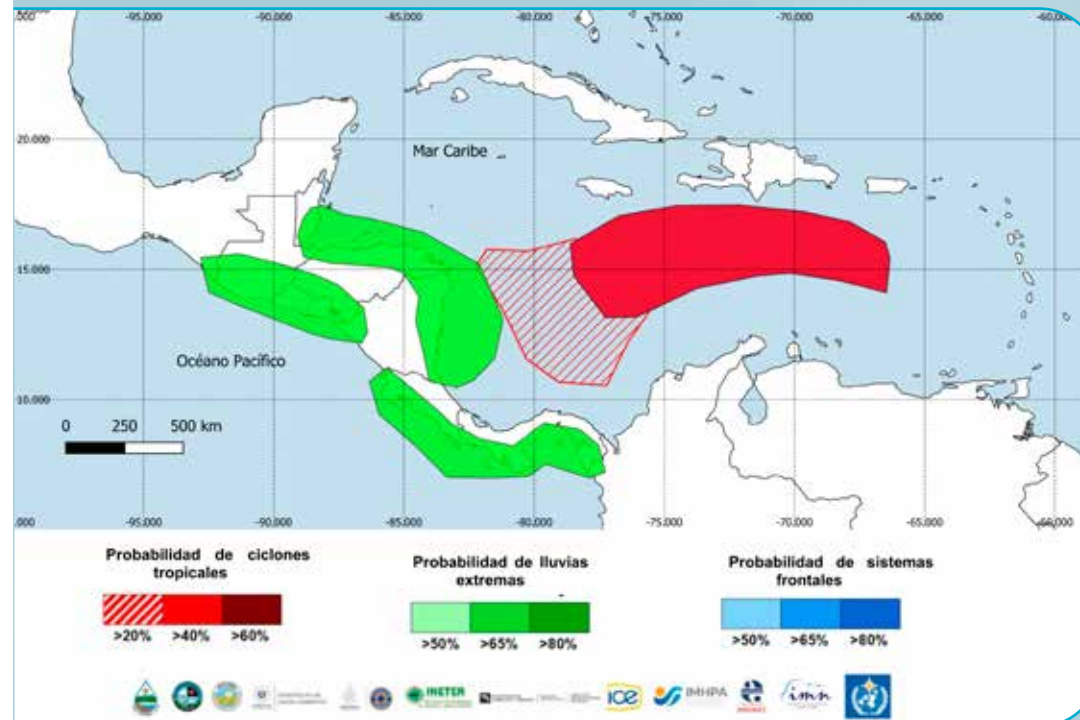 -95.000 -90.000 -85.000 -80.000 -75.000 -70.000 -65.000 -60.000
20.000
Mar Caribe
15.000
Océano Pacífico
10.000
0 250 500 km
-95.000 -90.000 -85.000 -80.000 -75.000 -70.000 -65.000
Probabilidad de ciclones
tropicales
>20% >40% >60%
Probabilidad de lluvias
extremas
>50% >65% >80%
Probabilidad de sistemas
frontales
>50% >65% >80%
INETER
ICE
IMHPA
imn